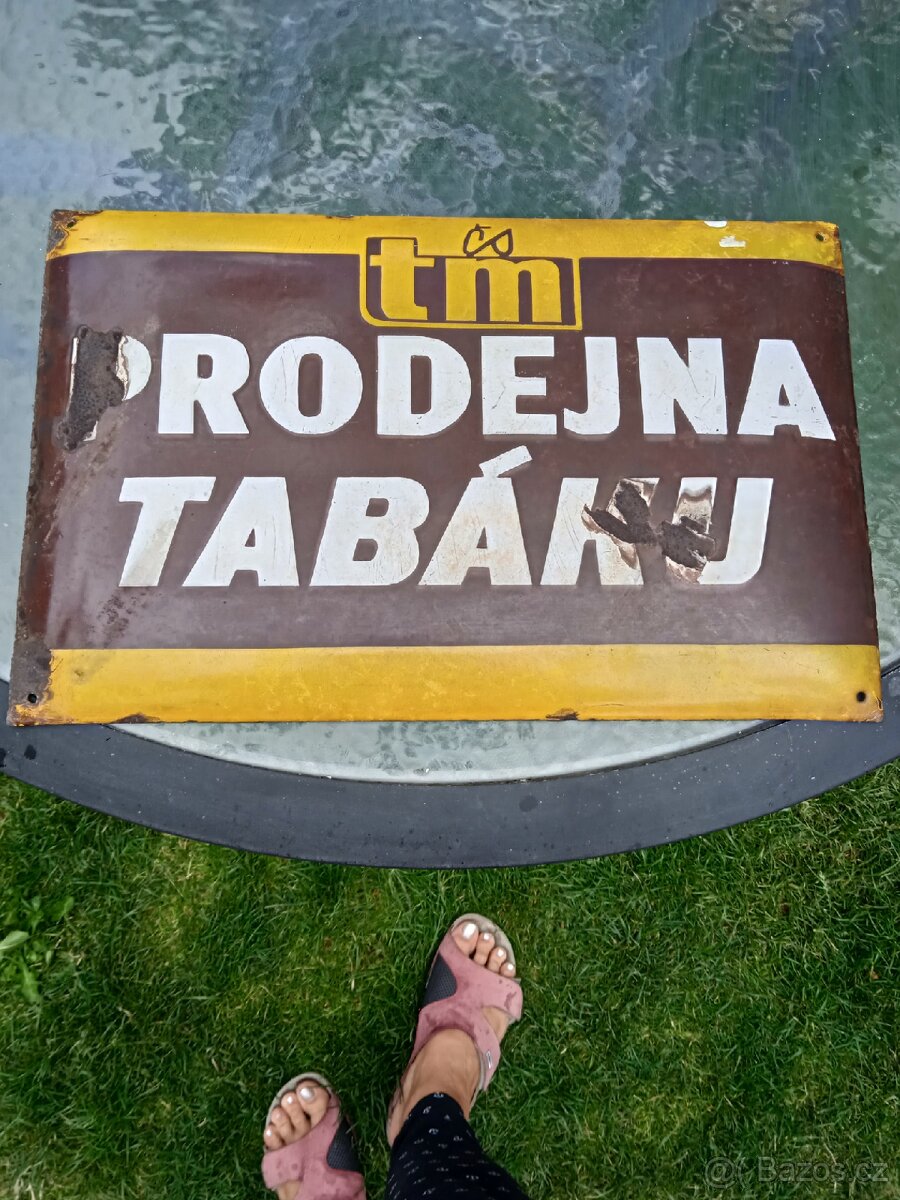 čs
tm
PRODEJNA
TABÁKU
@ Bazos.cz